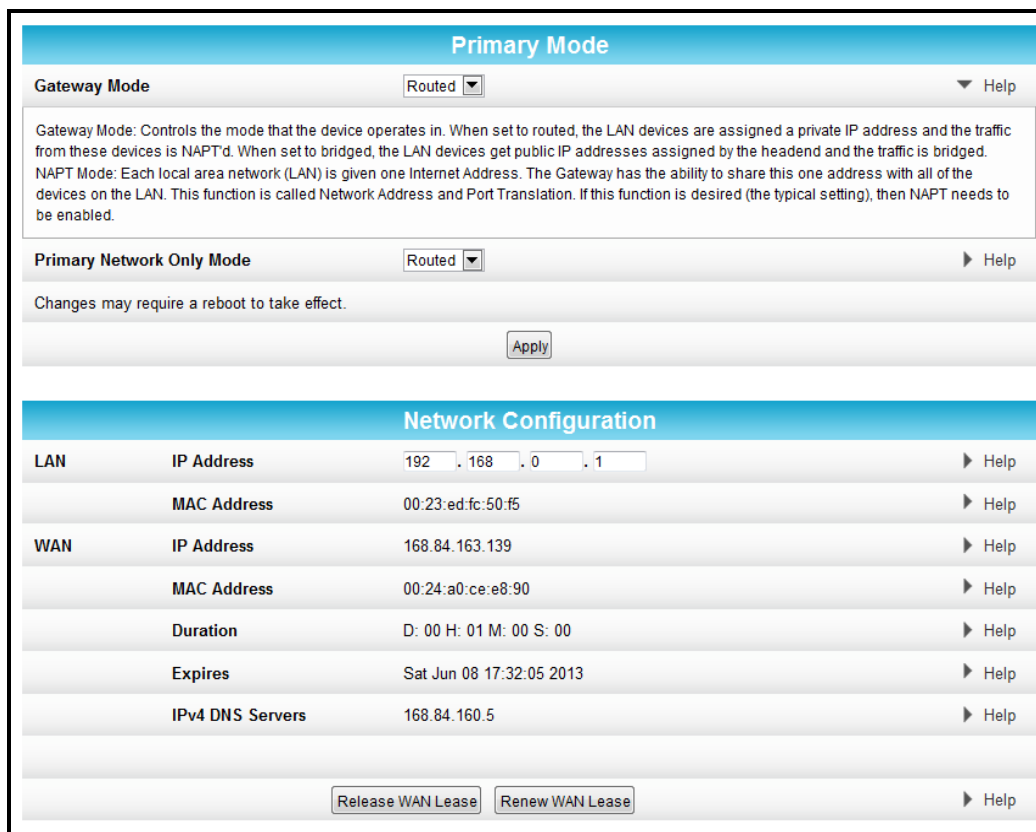 Primary Mode
Gateway Mode Routed Help
Gateway Mode: Controls the mode that the device operates in. When set to routed, the LAN devices are assigned a private IP address and the traffic
from these devices is NAPT'd. When set to bridged, the LAN devices get public IP addresses assigned by the headend and the traffic is bridged.
NAPT Mode: Each local area network (LAN) is given one Internet Address. The Gateway has the ability to share this one address with all of the
devices on the LAN. This function is called Network Address and Port Translation. If this function is desired (the typical setting), then NAPT needs to
be enabled.
Primary Network Only Mode Routed Help
Changes may require a reboot to take effect.
Apply
Network Configuration
LAN IP Address 192 . 168 . 0 . 1 Help
MAC Address 00:23:ed:fc:50:f5 Help
WAN IP Address 168.84.163.139 Help
MAC Address 00:24:a0:ce:e8:90 Help
Duration D: 00 H: 01 M: 00 S: 00 Help
Expires Sat Jun 08 17:32:05 2013 Help
IPv4 DNS Servers 168.84.160.5 Help
Release WAN Lease Renew WAN Lease Help